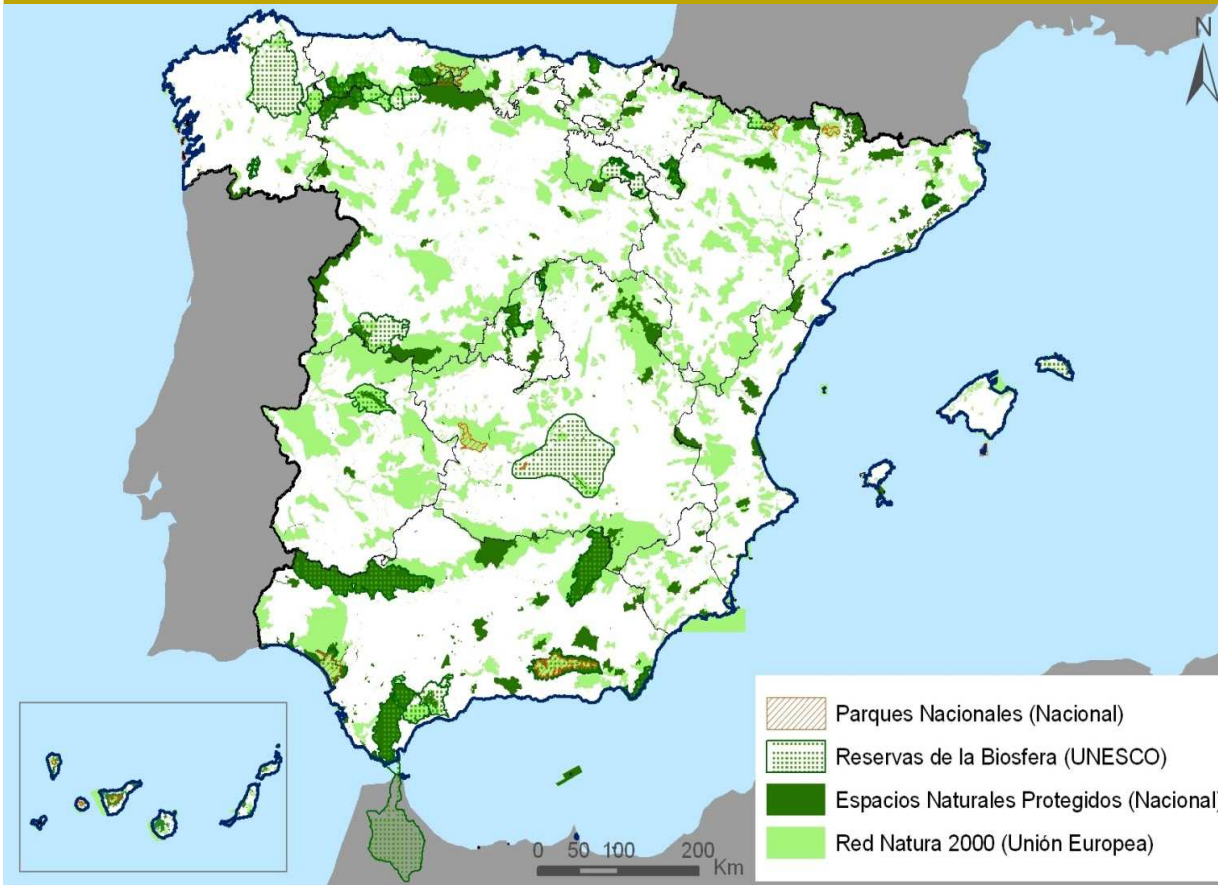 N
Parques Nacionales (Nacional)
Reservas de la Biosfera (UNESCO)
Espacios Naturales Protegidos (Nacional)
Red Natura 2000 (Unión Europea)
0 50 100 200
Km